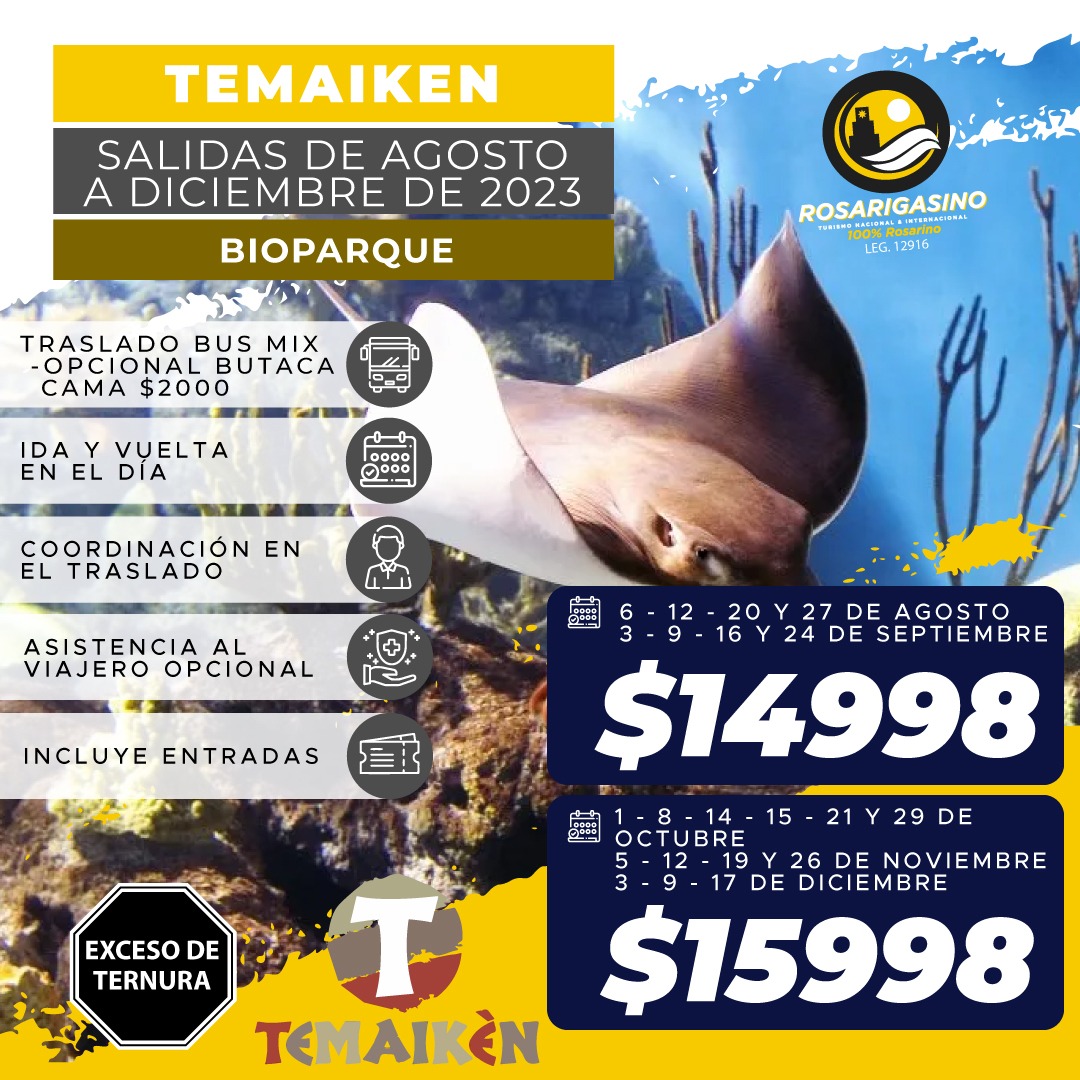 TEMAIKEN
SALIDAS DE AGOSTO
A DICIEMBRE DE 2023
BIOPARQUE
ROSARIGASINO
TURISMO NACIONAL & INTERNACIONAL
100% Rosarino
LEG. 12916
TRASLADO BUS MIX
-OPCIONAL BUTACA
CAMA $2000
IDA Y VUELTA
EN EL DÍA
COORDINACIÓN EN
EL TRASLADO
ASISTENCIA AL
VIAJERO OPCIONAL
INCLUYE ENTRADAS
6 - 12 - 20 Y 27 DE AGOSTO
3 - 9 - 16 Y 24 DE SEPTIEMBRE
$14998
1 - 8 - 14 - 15 - 21 Y 29 DE
OCTUBRE
5 - 12 - 19 Y 26 DE NOVIEMBRE
3 - 9 - 17 DE DICIEMBRE
$15998
EXCESO DE
TERNURA
T
TEMAIKÈN